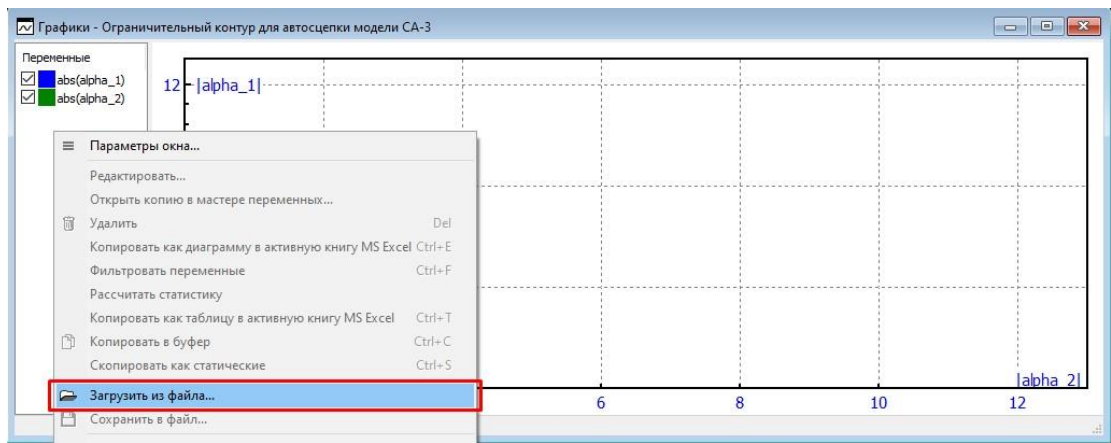 Графики - Ограничительный контур для автосцепки модели СА-3
Переменные
abs(alpha_1)
abs(alpha_2)
12
|alpha_1|
Параметры окна...
Редактировать...
Открыть копию в мастере переменных...
Удалить Del
Копировать как диаграмму в активную книгу MS Excel Ctrl+E
Фильтровать переменные Ctrl+F
Рассчитать статистику
Копировать как таблицу в активную книгу MS Excel Ctrl+T
Копировать в буфер Ctrl+C
Скопировать как статические Ctrl+S
Загрузить из файла...
Сохранить в файл...
|alpha_2|
6 8 10 12